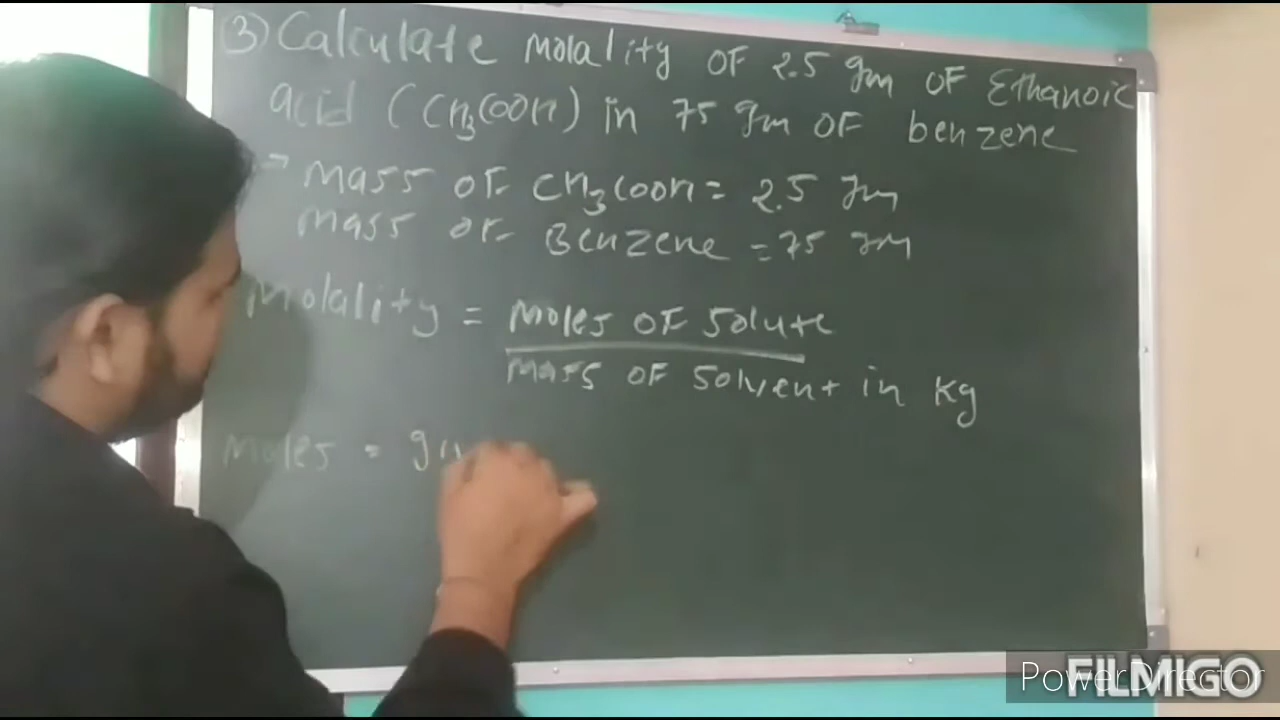 3) Calculate Molality OF 2.5 gm OF Ethanoic
acid (CH3COOH) in 75 gm OF benzene
→ Mass OF CH3COOH = 2.5 gm
Mass OF Benzene = 75 gm
Molality = Moles OF Solute
Mass OF Solvent in Kg
Moles = giv
PowerDirector
FILMIGO